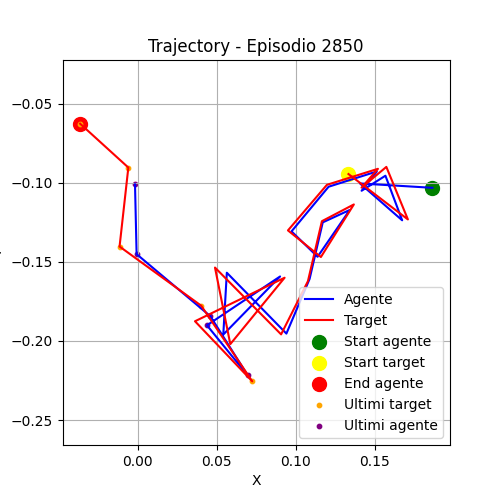 Trajectory - Episodio 2850
−0.05
−0.10
−0.15
−0.20
−0.25
0.00
0.05
0.10
0.15
X
Agente
Target
Start agente
Start target
End agente
Ultimi target
Ultimi agente